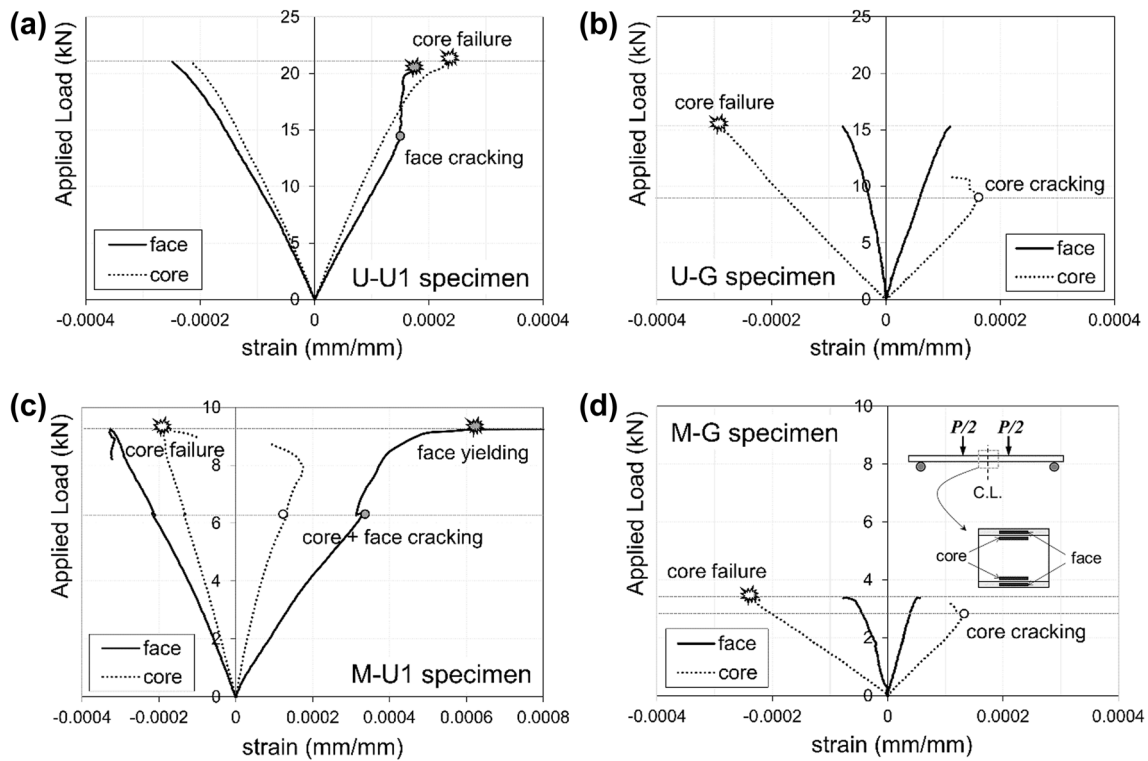 (a)
Applied Load (kN)
25
20
15
10
5
0
core failure
face cracking
face
core
U-U1 specimen
-0.0004
-0.0002
0
0.0002
0.0004
strain (mm/mm)
(b)
Applied Load (kN)
25
20
15
10
5
0
core failure
core cracking
face
core
U-G specimen
-0.0004
-0.0002
0
0.0002
0.0004
strain (mm/mm)
(c)
Applied Load (kN)
10
8
6
4
2
0
core failure
face yielding
core + face cracking
face
core
M-U1 specimen
-0.0004
-0.0002
0
0.0002
0.0004
0.0006
0.0008
strain (mm/mm)
(d)
Applied Load (kN)
10
8
6
4
2
0
M-G specimen
P/2 P/2
C.L.
core
face
core failure
core cracking
face
core
-0.0004
-0.0002
0
0.0002
0.0004
strain (mm/mm)